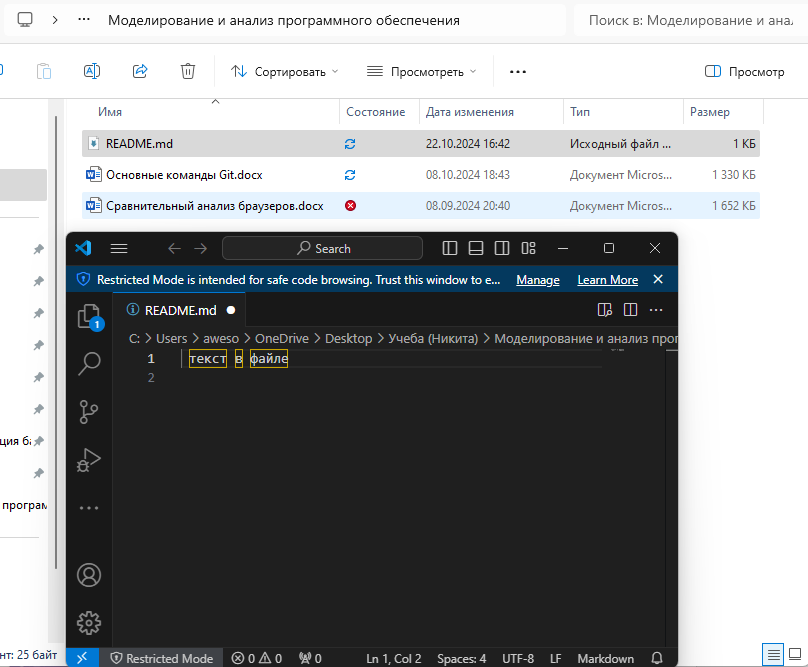 Моделирование и анализ программного обеспечения
Поиск в: Моделирование и анал
Сортировать
Просмотреть
Просмотр
Имя
Состояние
Дата изменения
Тип
Размер
README.md 22.10.2024 16:42 Исходный файл ... 1 КБ
Основные команды Git.docx 08.10.2024 18:43 Документ Micros... 1 330 КБ
Сравнительный анализ браузеров.docx 08.09.2024 20:40 Документ Micros... 1 652 КБ
Search
Restricted Mode is intended for safe code browsing. Trust this window to e... Manage Learn More
1
README.md
C: > Users > aweso > OneDrive > Desktop > Учеба (Никита) > Моделирование и анализ прог
1 текст в файле
2
ция ба
програм
нт: 25 байт
Restricted Mode 0 0 0 Ln 1, Col 2 Spaces: 4 UTF-8 LF Markdown